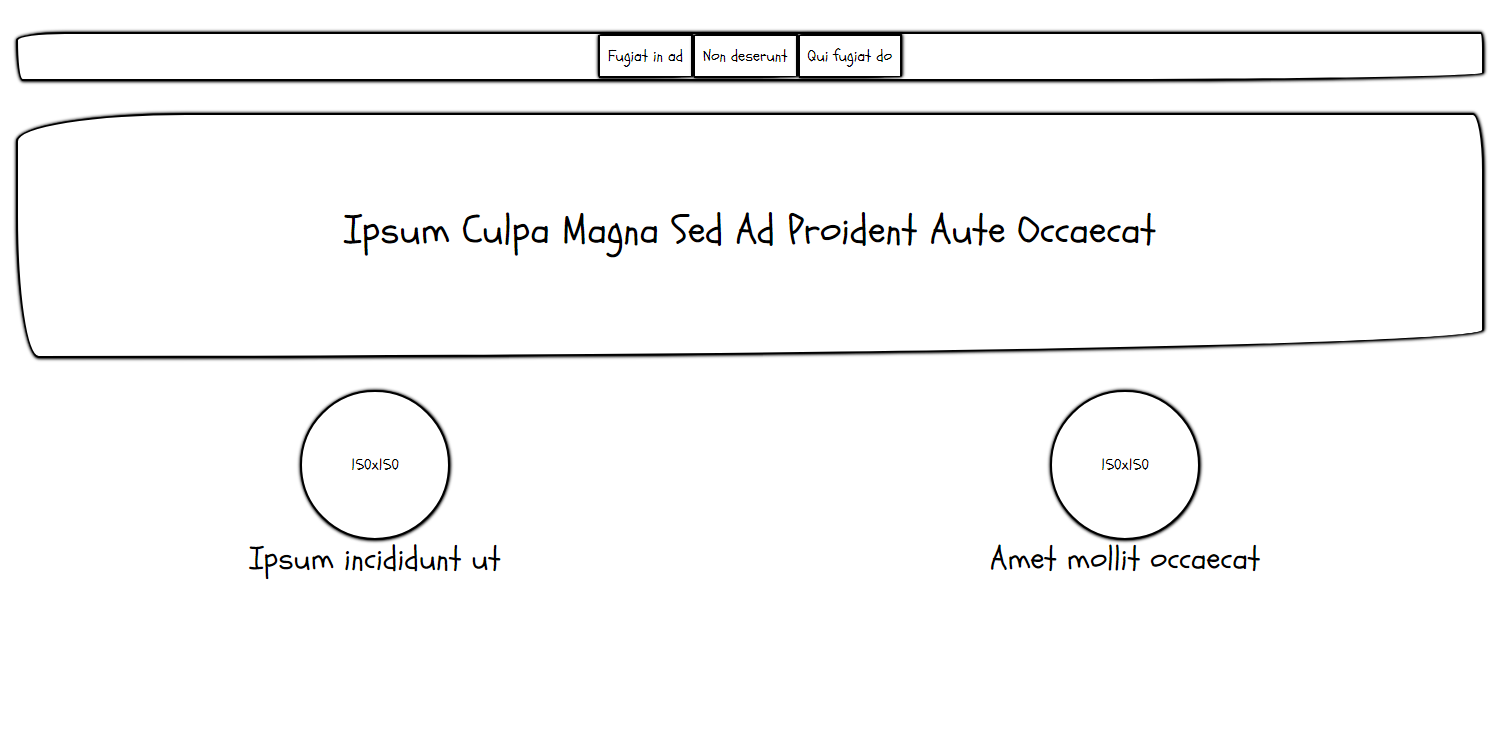 Fugiat in ad Non deserunt Qui fugiat do
Ipsum Culpa Magna Sed Ad Proident Aute Occaecat
150x150 150x150
Ipsum incididunt ut Amet mollit occaecat